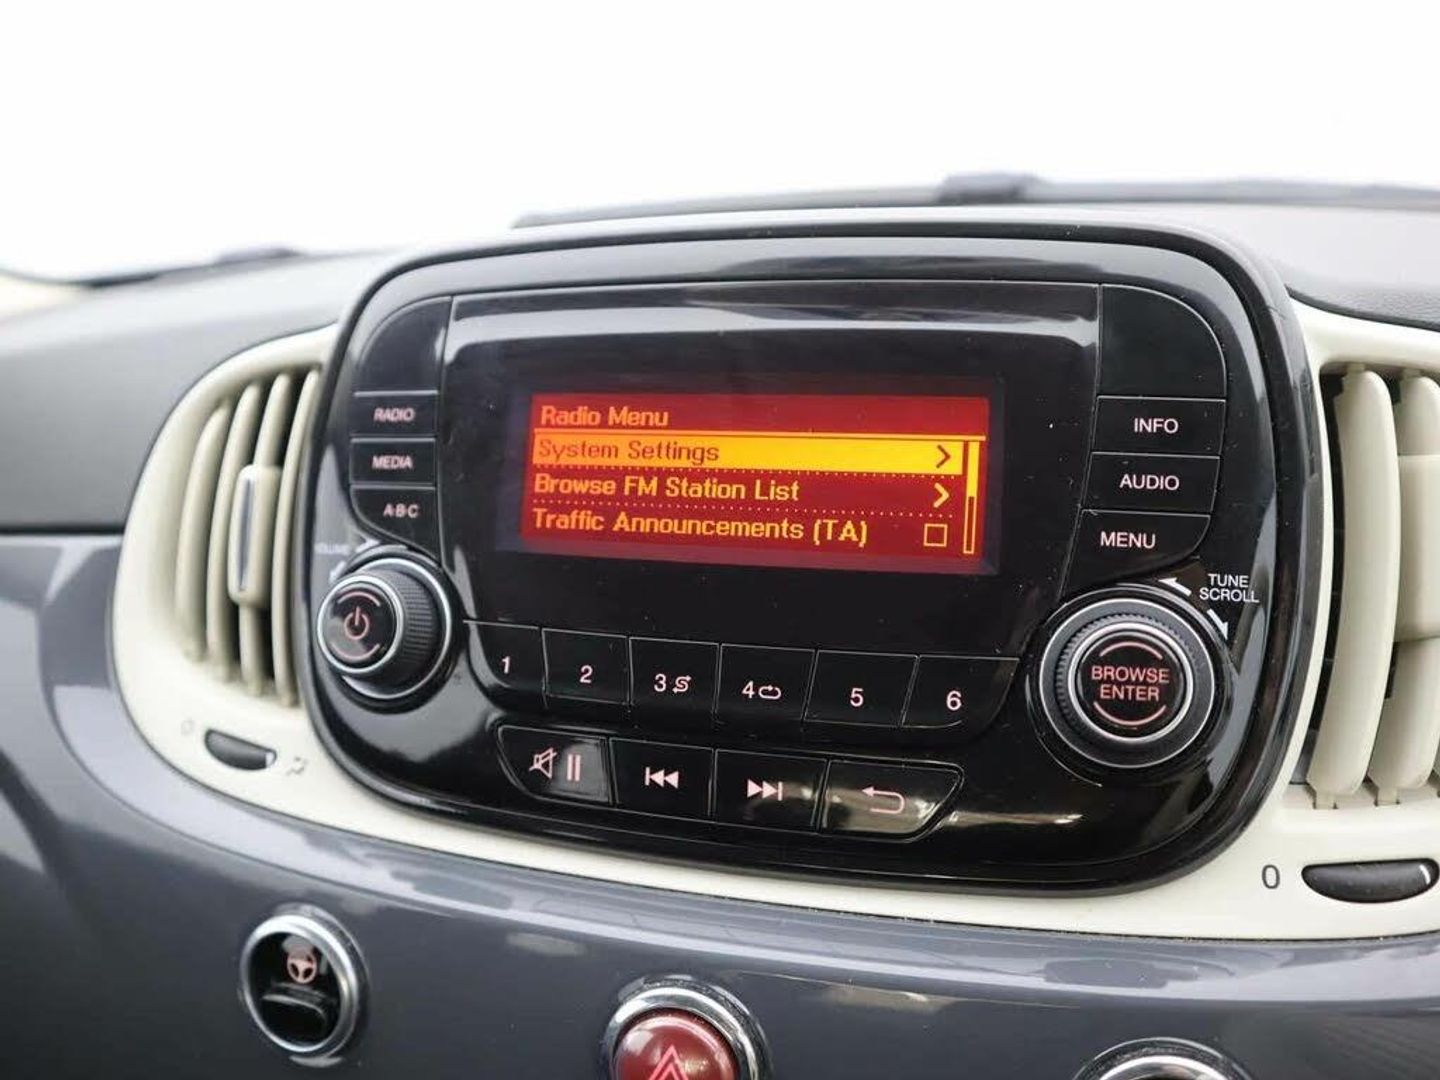 RADIO
MEDIA
A·B·C
VOLUME
Radio Menu
System Settings
Browse FM Station List
Traffic Announcements (TA)
INFO
AUDIO
MENU
TUNE
SCROLL
BROWSE
ENTER
1
2
3
4
5
6
0